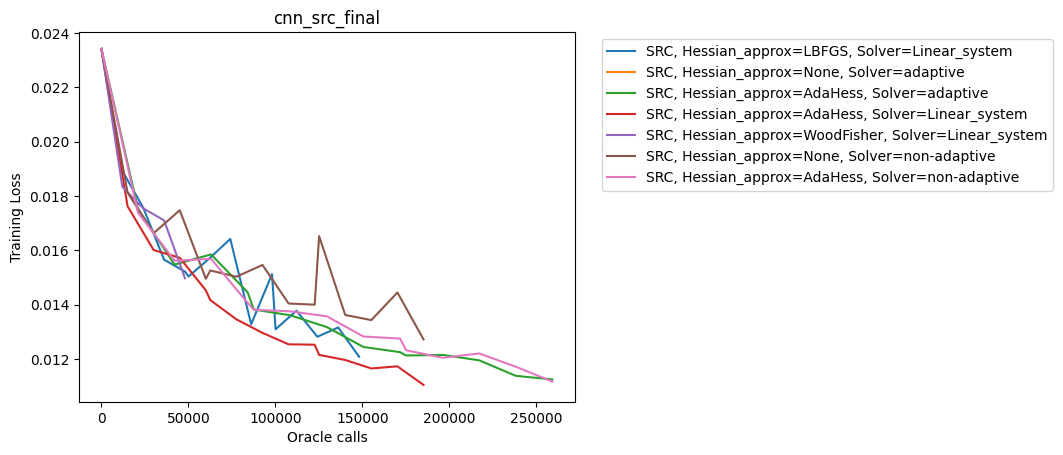 cnn_src_final
0.024
0.022
0.020
0.018
0.016
0.014
0.012
Training Loss
0
50000
100000
150000
200000
250000
Oracle calls
SRC, Hessian_approx=LBFGS, Solver=Linear_system
SRC, Hessian_approx=None, Solver=adaptive
SRC, Hessian_approx=AdaHess, Solver=adaptive
SRC, Hessian_approx=AdaHess, Solver=Linear_system
SRC, Hessian_approx=WoodFisher, Solver=Linear_system
SRC, Hessian_approx=None, Solver=non-adaptive
SRC, Hessian_approx=AdaHess, Solver=non-adaptive